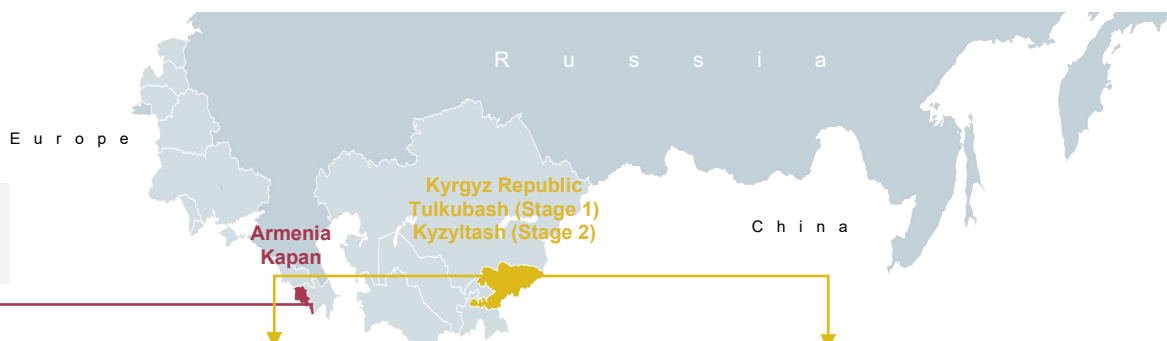 Russia
Europe
Kyrgyz Republic
Tulkubash (Stage 1)
Kyzyltash (Stage 2)
China
Armenia
Kapan